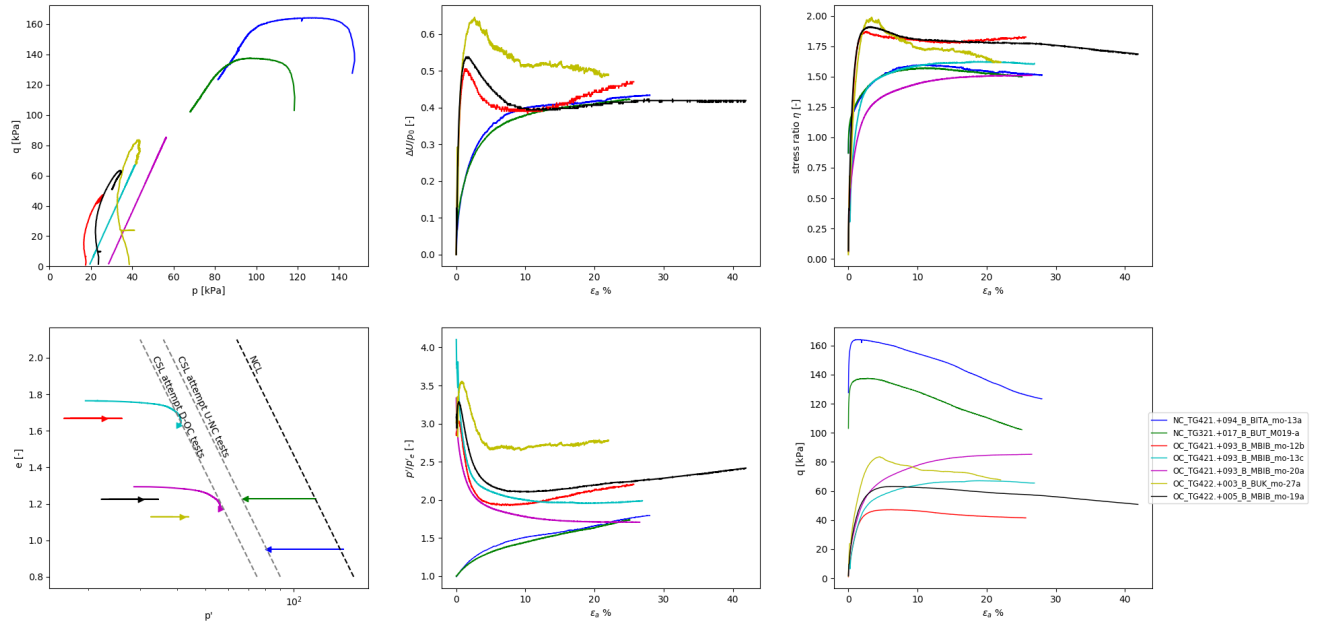 160
140
120
100
80
60
40
20
0
q [kPa]
0 20 40 60 80 100 120 140
p [kPa]
0.6
0.5
0.4
0.3
0.2
0.1
0.0
ΔU/p₀ [-]
0 10 20 30 40
εₐ %
2.00
1.75
1.50
1.25
1.00
0.75
0.50
0.25
0.00
stress ratio η [-]
0 10 20 30 40
εₐ %
2.0
1.8
1.6
1.4
1.2
1.0
0.8
e [-]
CSL attempt D-OC tests
CSL attempt U-NC tests
NCL
10²
p'
4.0
3.5
3.0
2.5
2.0
1.5
1.0
p'/p'ₑ [-]
0 10 20 30 40
εₐ %
160
140
120
100
80
60
40
20
0
q [kPa]
0 10 20 30 40
εₐ %
NC_TG421.+094_B_BITA_mo-13a
NC_TG321.+017_B_BUT_M019-a
OC_TG421.+093_B_MBIB_mo-12b
OC_TG421.+093_B_MBIB_mo-13c
OC_TG421.+093_B_MBIB_mo-20a
OC_TG422.+003_B_BUK_mo-27a
OC_TG422.+005_B_MBIB_mo-19a